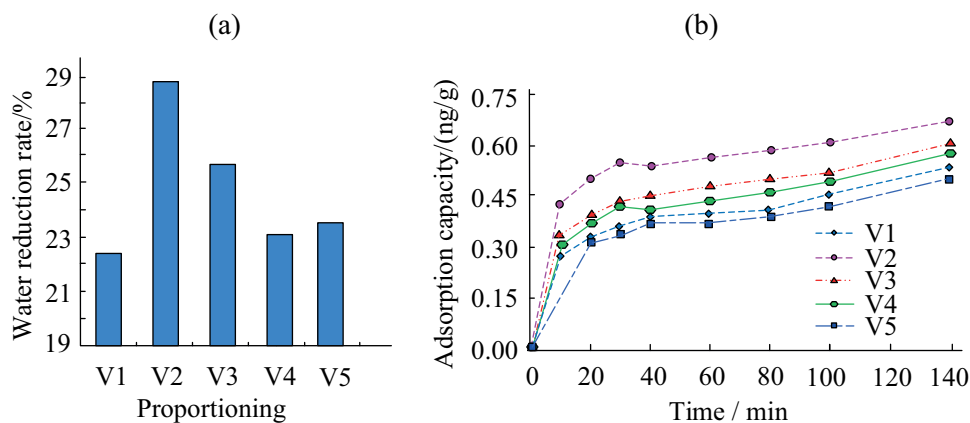 (a)
Water reduction rate/%
29
27
25
23
21
19
V1 V2 V3 V4 V5
Proportioning
(b)
Adsorption capacity/(ng/g)
0.75
0.60
0.45
0.30
0.15
0.00
V1
V2
V3
V4
V5
0 20 40 60 80 100 120 140
Time / min